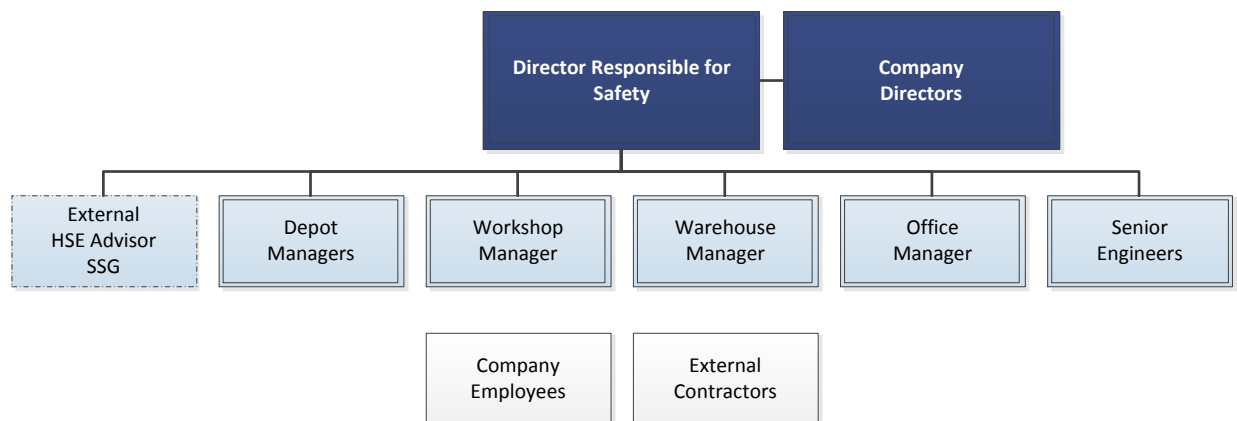 Director Responsible for
Safety
Company
Directors
External
HSE Advisor
SSG
Depot
Managers
Workshop
Manager
Warehouse
Manager
Office
Manager
Senior
Engineers
Company
Employees
External
Contractors